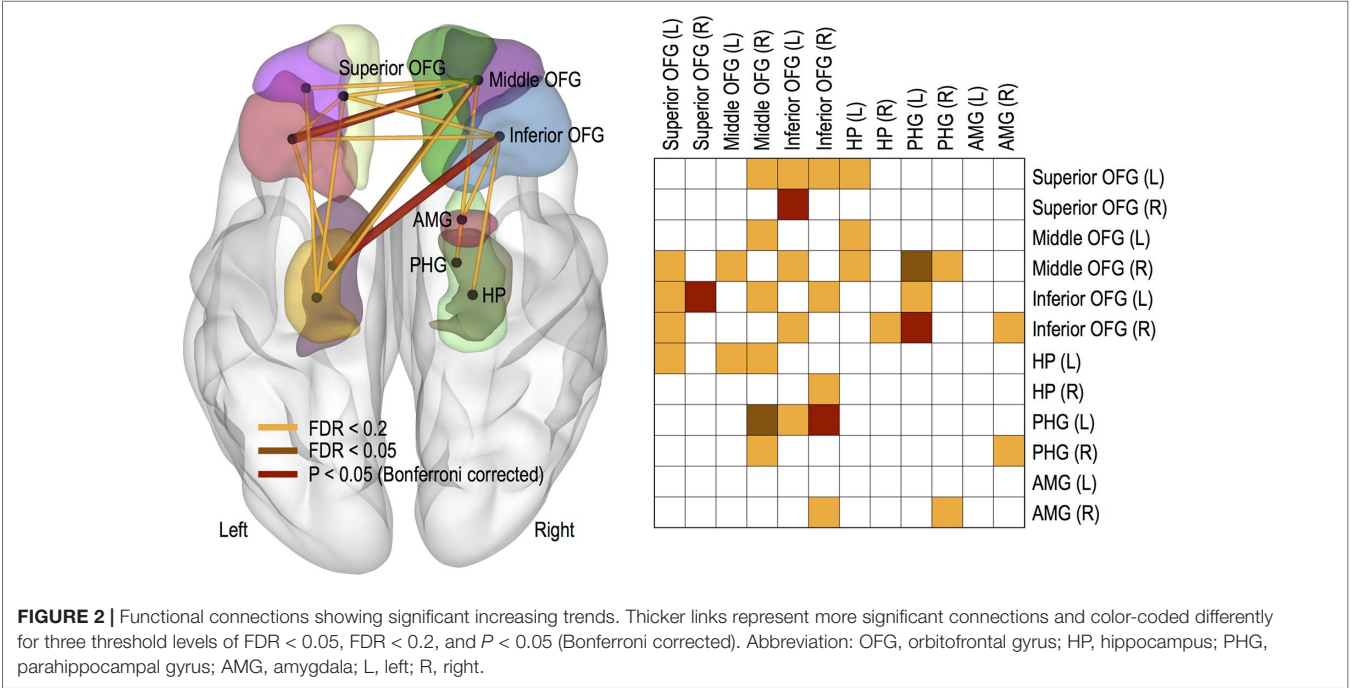 Superior OFG
Middle OFG
Inferior OFG
AMG
PHG
HP
FDR < 0.2
FDR < 0.05
P < 0.05 (Bonferroni corrected)
Left
Right
Superior OFG (L)
Superior OFG (R)
Middle OFG (L)
Middle OFG (R)
Inferior OFG (L)
Inferior OFG (R)
HP (L)
HP (R)
PHG (L)
PHG (R)
AMG (L)
AMG (R)
Superior OFG (L)
Superior OFG (R)
Middle OFG (L)
Middle OFG (R)
Inferior OFG (L)
Inferior OFG (R)
HP (L)
HP (R)
PHG (L)
PHG (R)
AMG (L)
AMG (R)
FIGURE 2 | Functional connections showing significant increasing trends. Thicker links represent more significant connections and color-coded differently
for three threshold levels of FDR < 0.05, FDR < 0.2, and P < 0.05 (Bonferroni corrected). Abbreviation: OFG, orbitofrontal gyrus; HP, hippocampus; PHG,
parahippocampal gyrus; AMG, amygdala; L, left; R, right.